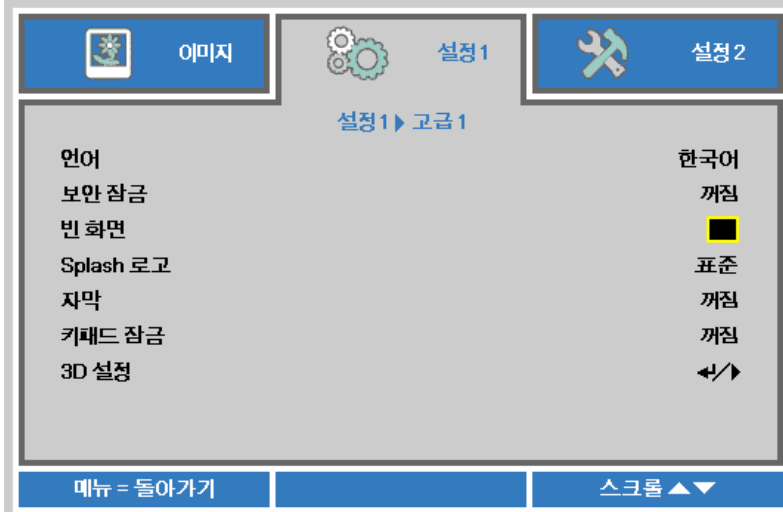 이미지 설정1 설정2
설정1▶고급1
언어 한국어
보안 잠금 꺼짐
빈 화면
Splash 로고 표준
자막 꺼짐
키패드 잠금 꺼짐
3D 설정 ↵/▶
메뉴 = 돌아가기 스크롤 ▲▼